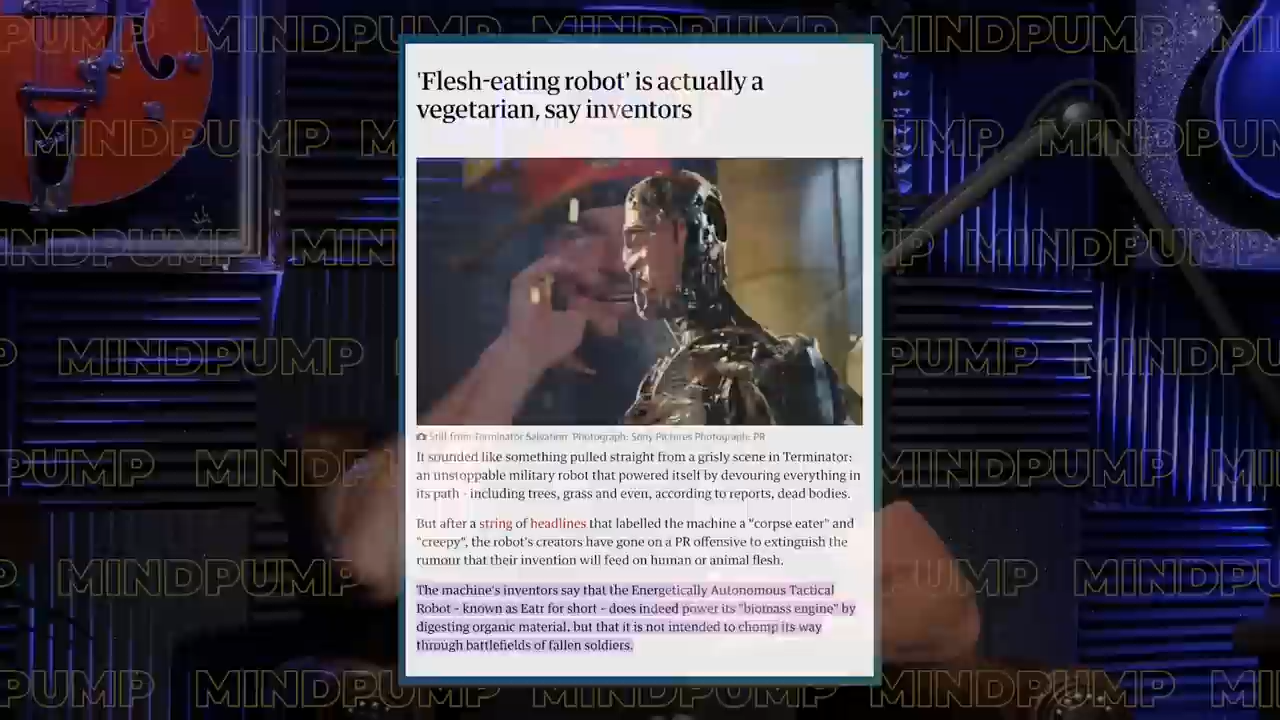 MINDPUMP MINDPUMP
'Flesh-eating robot' is actually a
vegetarian, say inventors
Still from Terminator Salvation Photograph: Sony Pictures Photograph: PR
It sounded like something pulled straight from a grisly scene in Terminator:
an unstoppable military robot that powered itself by devouring everything in
its path - including trees, grass and even, according to reports, dead bodies.
But after a string of headlines that labelled the machine a "corpse eater" and
"creepy", the robot's creators have gone on a PR offensive to extinguish the
rumour that their invention will feed on human or animal flesh.
The machine's inventors say that the Energetically Autonomous Tactical
Robot – known as Eatr for short – does indeed power its "biomass engine" by
digesting organic material, but that it is not intended to chomp its way
through battlefields of fallen soldiers.